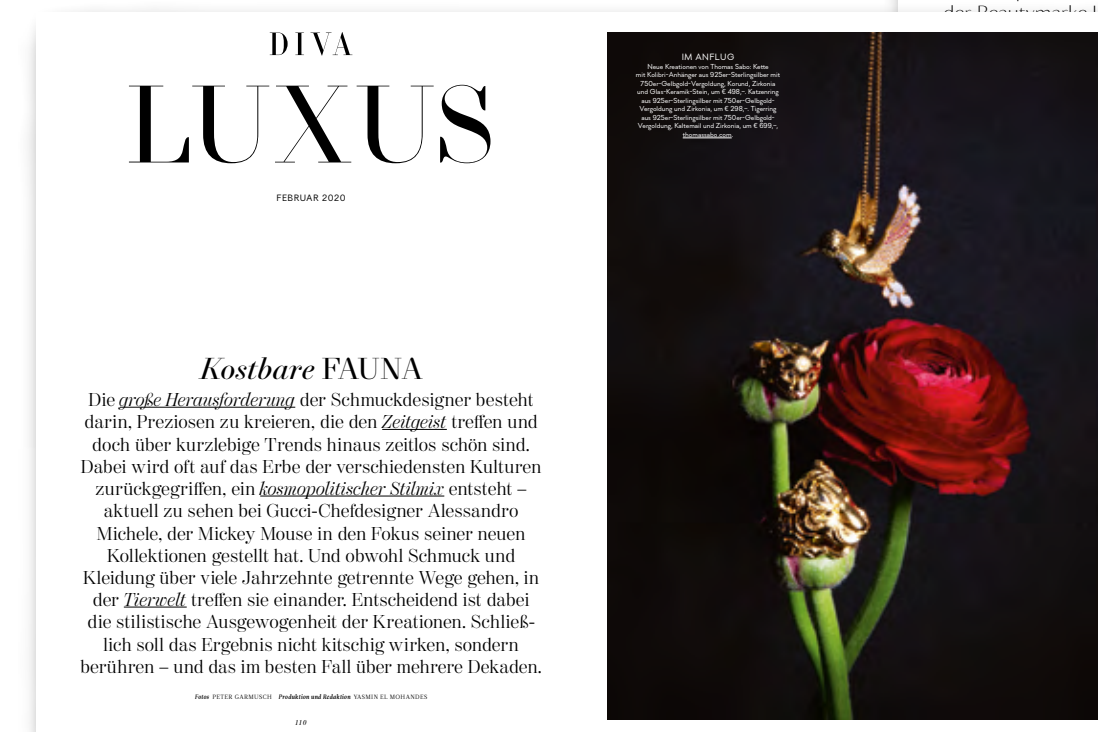 der Beautymarke
DIVA
LUXUS
FEBRUAR 2020
Kostbare FAUNA
Die große Herausforderung der Schmuckdesigner besteht
darin, Preziosen zu kreieren, die den Zeitgeist treffen und
doch über kurzlebige Trends hinaus zeitlos schön sind.
Dabei wird oft auf das Erbe der verschiedensten Kulturen
zurückgegriffen, ein kosmopolitischer Stilmix entsteht –
aktuell zu sehen bei Gucci-Chefdesigner Alessandro
Michele, der Mickey Mouse in den Fokus seiner neuen
Kollektionen gestellt hat. Und obwohl Schmuck und
Kleidung über viele Jahrzehnte getrennte Wege gehen, in
der Tierwelt treffen sie einander. Entscheidend ist dabei
die stilistische Ausgewogenheit der Kreationen. Schließ-
lich soll das Ergebnis nicht kitschig wirken, sondern
berühren – und das im besten Fall über mehrere Dekaden.
Fotos PETER GARMUSCH Produktion und Redaktion YASMIN EL MOHANDES
110
IM ANFLUG
Neue Kreationen von Thomas Sabo: Kette
mit Kolibri-Anhänger aus 925er-Sterlingsilber mit
750er-Gelbgold-Vergoldung, Korund, Zirkonia
und Glas-Keramik-Stein, um € 498,–. Katzenring
aus 925er-Sterlingsilber mit 750er-Gelbgold-
Vergoldung und Zirkonia, um € 298,–. Tigerring
aus 925er-Sterlingsilber mit 750er-Gelbgold-
Vergoldung, Kaltemail und Zirkonia, um € 699,–,
thomassabo.com.